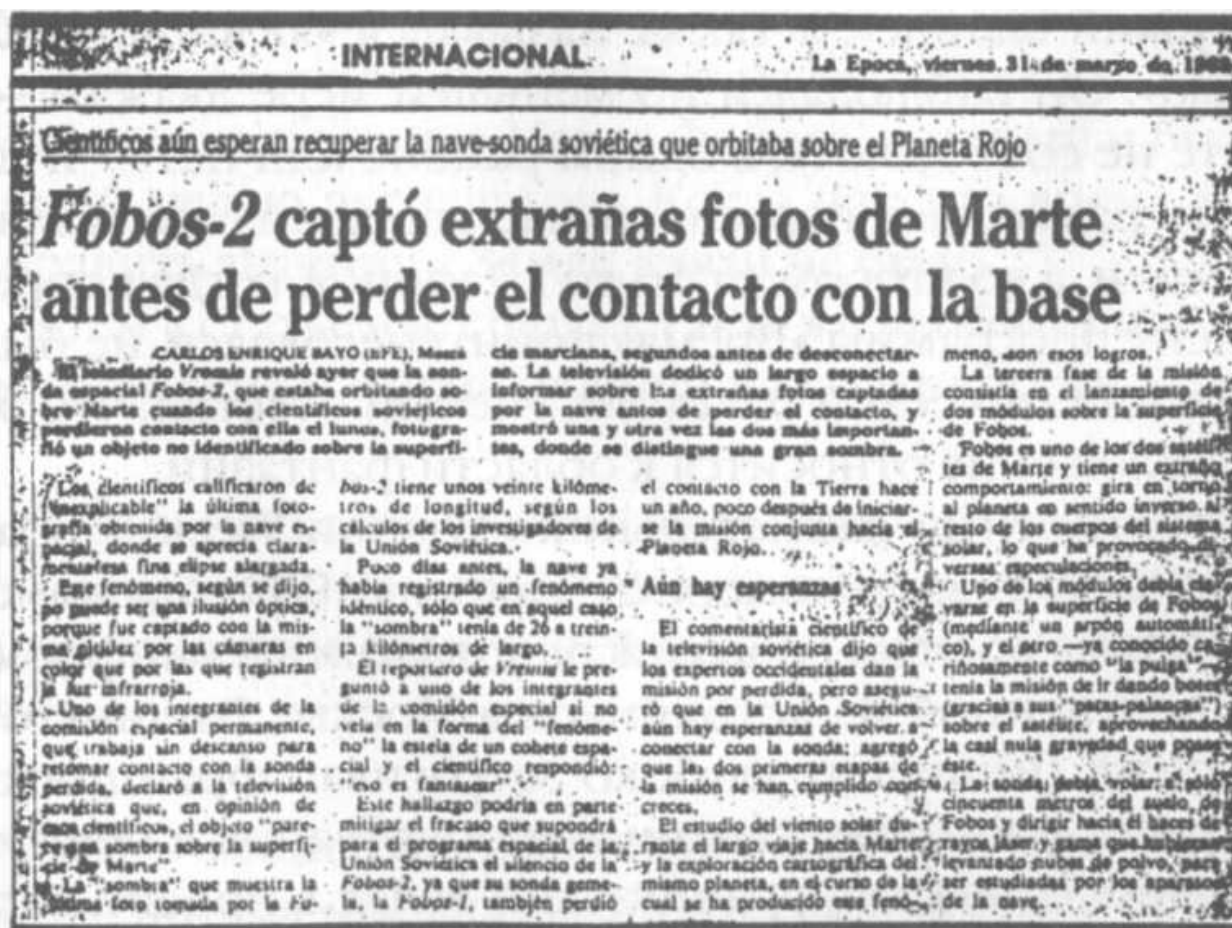 INTERNACIONAL
La Epoca, viernes 31 de marzo de
Científicos aún esperan recuperar la nave-sonda soviética que orbitaba sobre el Planeta Rojo
Fobos-2 captó extrañas fotos de Marte
antes de perder el contacto con la base
CARLOS ENRIQUE BAYO (EFE), Moscú
El telediario Vremia reveló ayer que la son-
da espacial Fobos-2, que estaba orbitando so-
bre Marte cuando los científicos soviéticos
perdieron contacto con ella el lunes, fotogra-
fió un objeto no identificado sobre la superfi-
cie marciana, segundos antes de desconectar-
se. La televisión dedicó un largo espacio a
informar sobre las extrañas fotos captadas
por la nave antes de perder el contacto, y
mostró una y otra vez las dos más importan-
tes, donde se distingue una gran sombra.
Los científicos calificaron de
"inexplicable" la última foto-
grafía obtenida por la nave es-
pacial, donde se aprecia clara-
mente una fina elipse alargada.
Este fenómeno, según se dijo,
no puede ser una ilusión óptica,
porque fue captado con la mis-
ma nitidez por las cámaras en
color que por las que registran
la luz infrarroja.
Uno de los integrantes de la
comisión espacial permanente,
que trabaja sin descanso para
retomar contacto con la sonda
perdida, declaró a la televisión
soviética que, en opinión de
esos científicos, el objeto "pare-
ce una sombra sobre la superfi-
cie de Marte"
La "sombra" que muestra la
última foto tomada por la Fo-
bos-2 tiene unos veinte kilóme-
tros de longitud, según los
cálculos de los investigadores de
la Unión Soviética.
Poco días antes, la nave ya
había registrado un fenómeno
idéntico, sólo que en aquel caso
la "sombra" tenía de 26 a trein-
ta kilómetros de largo.
El reportero de Vremia le pre-
guntó a uno de los integrantes
de la comisión especial si no
veía en la forma del "fenóme-
no" la estela de un cohete espa-
cial y el científico respondió:
"eso es fantasear"
Este hallazgo podría en parte
mitigar el fracaso que supondrá
para el programa espacial de la
Unión Soviética el silencio de la
Fobos-2, ya que su sonda geme-
la, la Fobos-1, también perdió
el contacto con la Tierra hace
un año, poco después de iniciar-
se la misión conjunta hacia el
Planeta Rojo.
Aún hay esperanzas
El comentarista científico de
la televisión soviética dijo que
los expertos occidentales dan la
misión por perdida, pero asegu-
ró que en la Unión Soviética
aún hay esperanzas de volver a
conectar con la sonda; agregó
que las dos primeras etapas de
la misión se han cumplido con
creces.
El estudio del viento solar du-
rante el largo viaje hacia Marte
y la exploración cartográfica del
mismo planeta, en el curso de la
cual se ha producido este fenó-
meno, son esos logros.
La tercera fase de la misión
consistía en el lanzamiento de
dos módulos sobre la superficie
de Fobos.
Fobos es uno de los dos satéli-
tes de Marte y tiene un extraño
comportamiento: gira en torno
al planeta en sentido inverso al
resto de los cuerpos del sistema
solar, lo que ha provocado di-
versas especulaciones.
Uno de los módulos debía cla-
varse en la superficie de Fobos
(mediante un arpón automáti-
co), y el otro —ya conocido ca-
riñosamente como "la pulga"—
tenía la misión de ir dando botes
(gracias a sus "patas-palancas")
sobre el satélite, aprovechando
la casi nula gravedad que posee
éste.
La sonda debía volar a sólo
cincuenta metros del suelo de
Fobos y dirigir hacia él haces de
rayos láser y gama que hubieran
levantado nubes de polvo, para
ser estudiadas por los aparatos
de la nave.